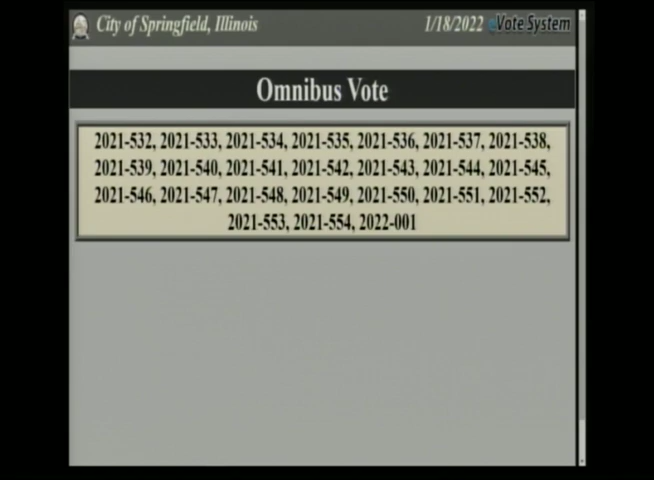 City of Springfield, Illinois
1/18/2022 eVote System
Omnibus Vote
2021-532, 2021-533, 2021-534, 2021-535, 2021-536, 2021-537, 2021-538,
2021-539, 2021-540, 2021-541, 2021-542, 2021-543, 2021-544, 2021-545,
2021-546, 2021-547, 2021-548, 2021-549, 2021-550, 2021-551, 2021-552,
2021-553, 2021-554, 2022-001